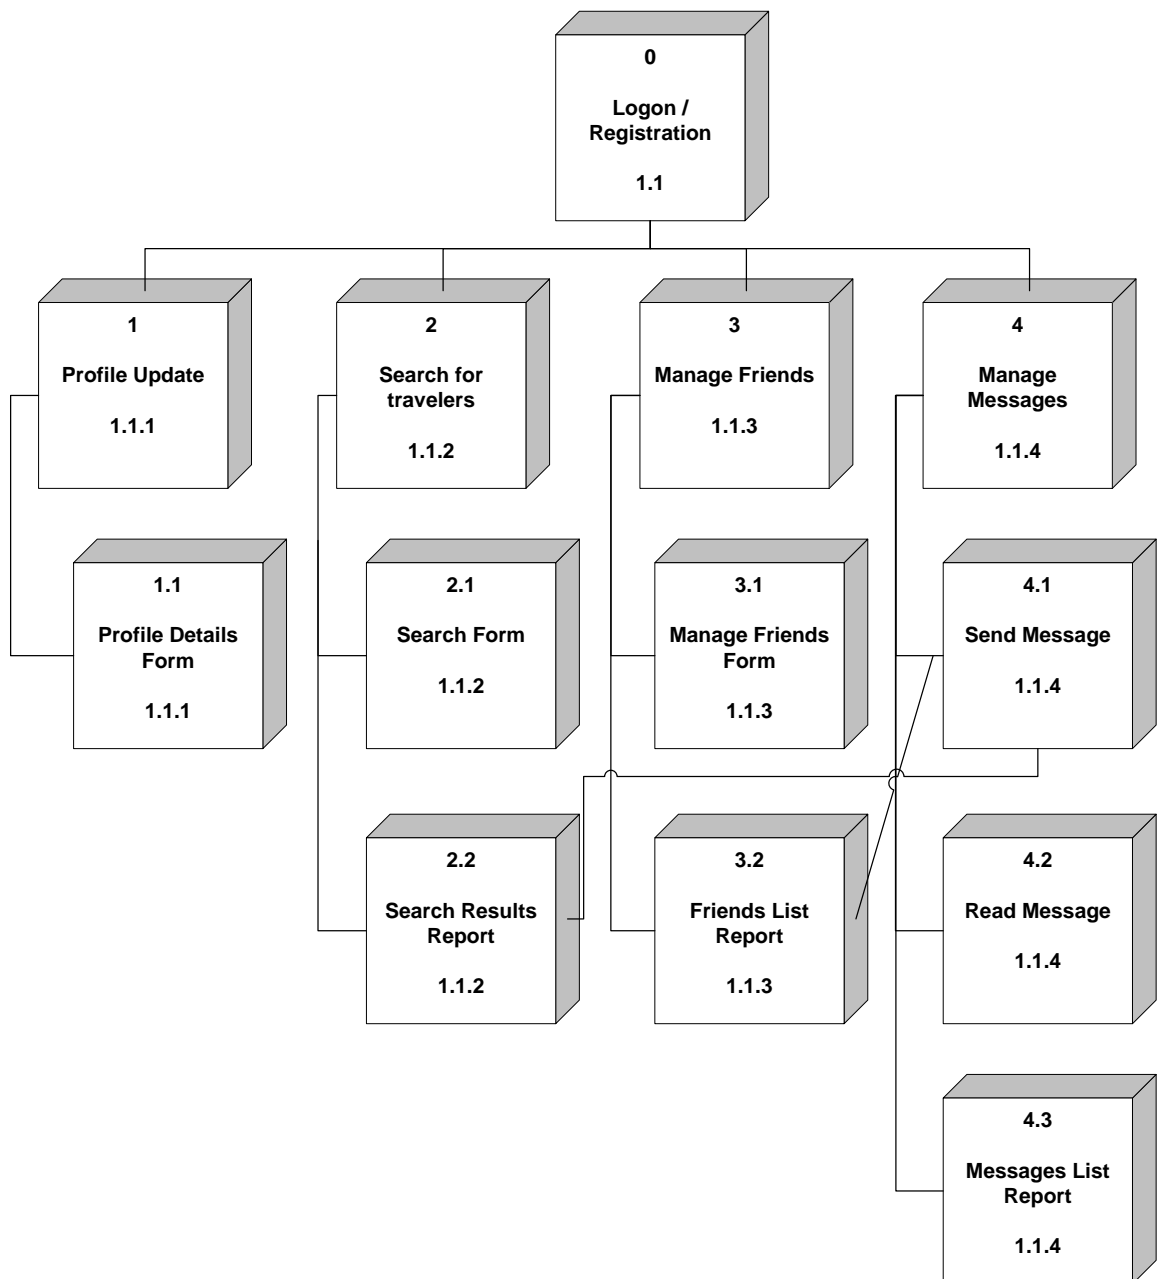 0
Logon /
Registration
1.1
1
Profile Update
1.1.1
2
Search for
travelers
1.1.2
3
Manage Friends
1.1.3
4
Manage
Messages
1.1.4
1.1
Profile Details
Form
1.1.1
2.1
Search Form
1.1.2
3.1
Manage Friends
Form
1.1.3
4.1
Send Message
1.1.4
2.2
Search Results
Report
1.1.2
3.2
Friends List
Report
1.1.3
4.2
Read Message
1.1.4
4.3
Messages List
Report
1.1.4